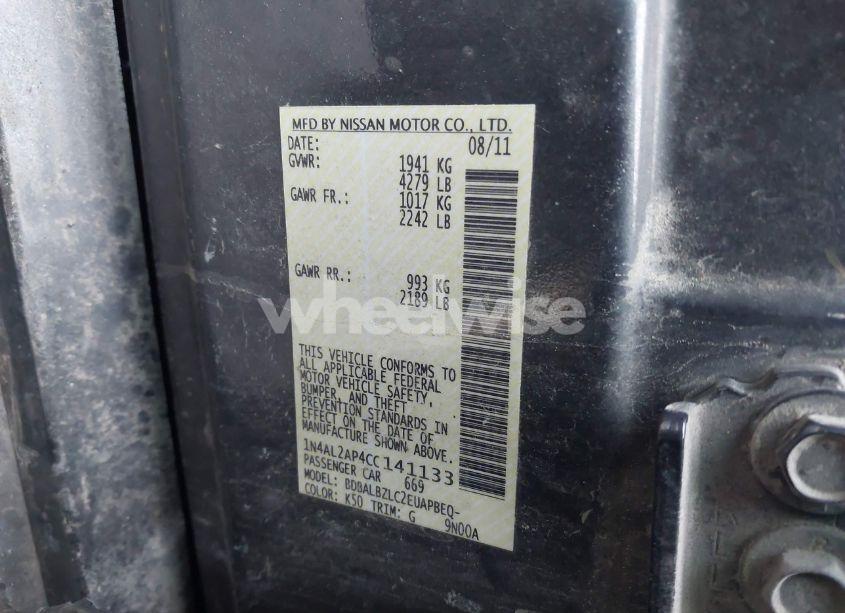 MFD BY NISSAN MOTOR CO., LTD.
DATE: 08/11
GVWR: 1941 KG
4279 LB
GAWR FR.: 1017 KG
2242 LB
GAWR RR.: 993 KG
2189 LB
wheelwise
THIS VEHICLE CONFORMS TO
ALL APPLICABLE FEDERAL
MOTOR VEHICLE SAFETY,
BUMPER, AND THEFT
PREVENTION STANDARDS IN
EFFECT ON THE DATE OF
MANUFACTURE SHOWN ABOVE.
1N4AL2AP4CC141133
PASSENGER CAR 669
MODEL: BDBALBZLC2EUAPBEQ-
COLOR: K50 TRIM: G 9N00A